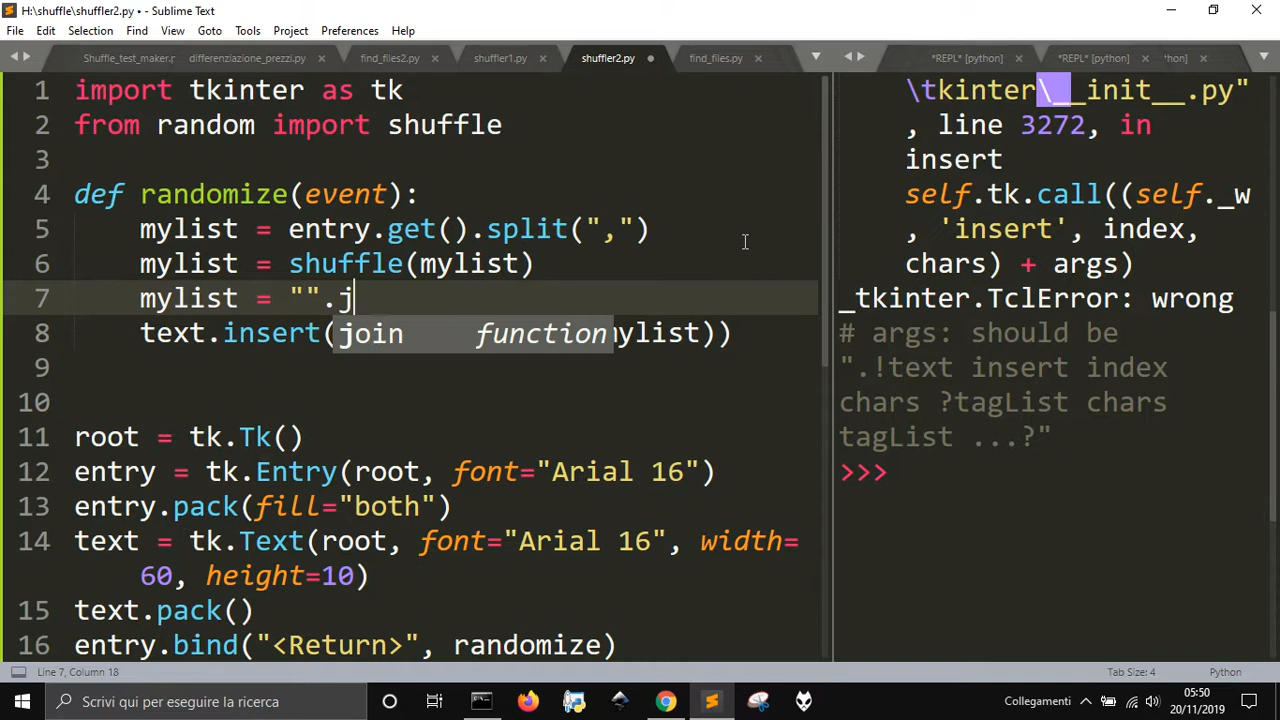 H:\shuffle\shuffler2.py • - Sublime Text
File Edit Selection Find View Goto Tools Project Preferences Help
Shuffle_test_maker.p differenziazione_prezzi.py find_files2.py shuffler1.py shuffler2.py find_files.py
*REPL* [python] *REPL* [python] [python]
1 import tkinter as tk
2 from random import shuffle
3
4 def randomize(event):
5 mylist = entry.get().split(",")
6 mylist = shuffle(mylist)
7 mylist = "".j
join function
8 text.insert( mylist))
9
10
11 root = tk.Tk()
12 entry = tk.Entry(root, font="Arial 16")
13 entry.pack(fill="both")
14 text = tk.Text(root, font="Arial 16", width=
60, height=10)
15 text.pack()
16 entry.bind("<Return>", randomize)
\tkinter\__init__.py"
, line 3272, in
insert
self.tk.call((self._w
, 'insert', index,
chars) + args)
_tkinter.TclError: wrong
# args: should be
".!text insert index
chars ?tagList chars
tagList ...?"
>>>
Line 7, Column 18
Tab Size: 4 Python
Scrivi qui per eseguire la ricerca
Collegamenti
05:50
20/11/2019